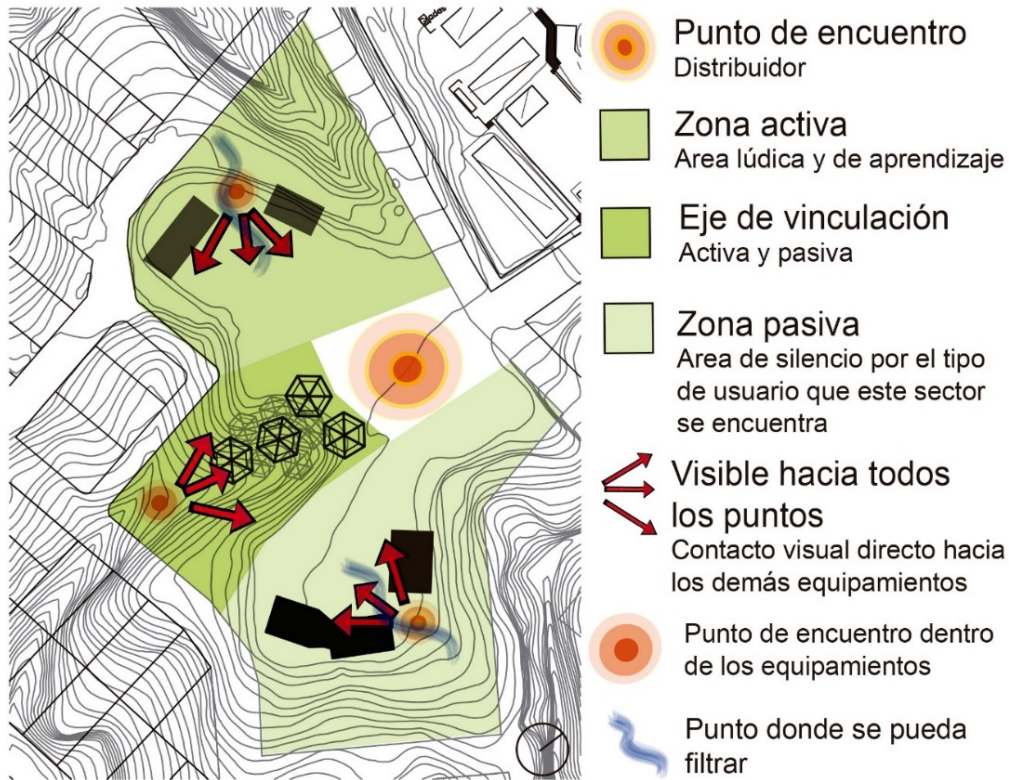 Punto de encuentro
Distribuidor
Zona activa
Area lúdica y de aprendizaje
Eje de vinculación
Activa y pasiva
Zona pasiva
Area de silencio por el tipo
de usuario que este sector
se encuentra
Visible hacia todos
los puntos
Contacto visual directo hacia
los demás equipamientos
Punto de encuentro dentro
de los equipamientos
Punto donde se pueda
filtrar